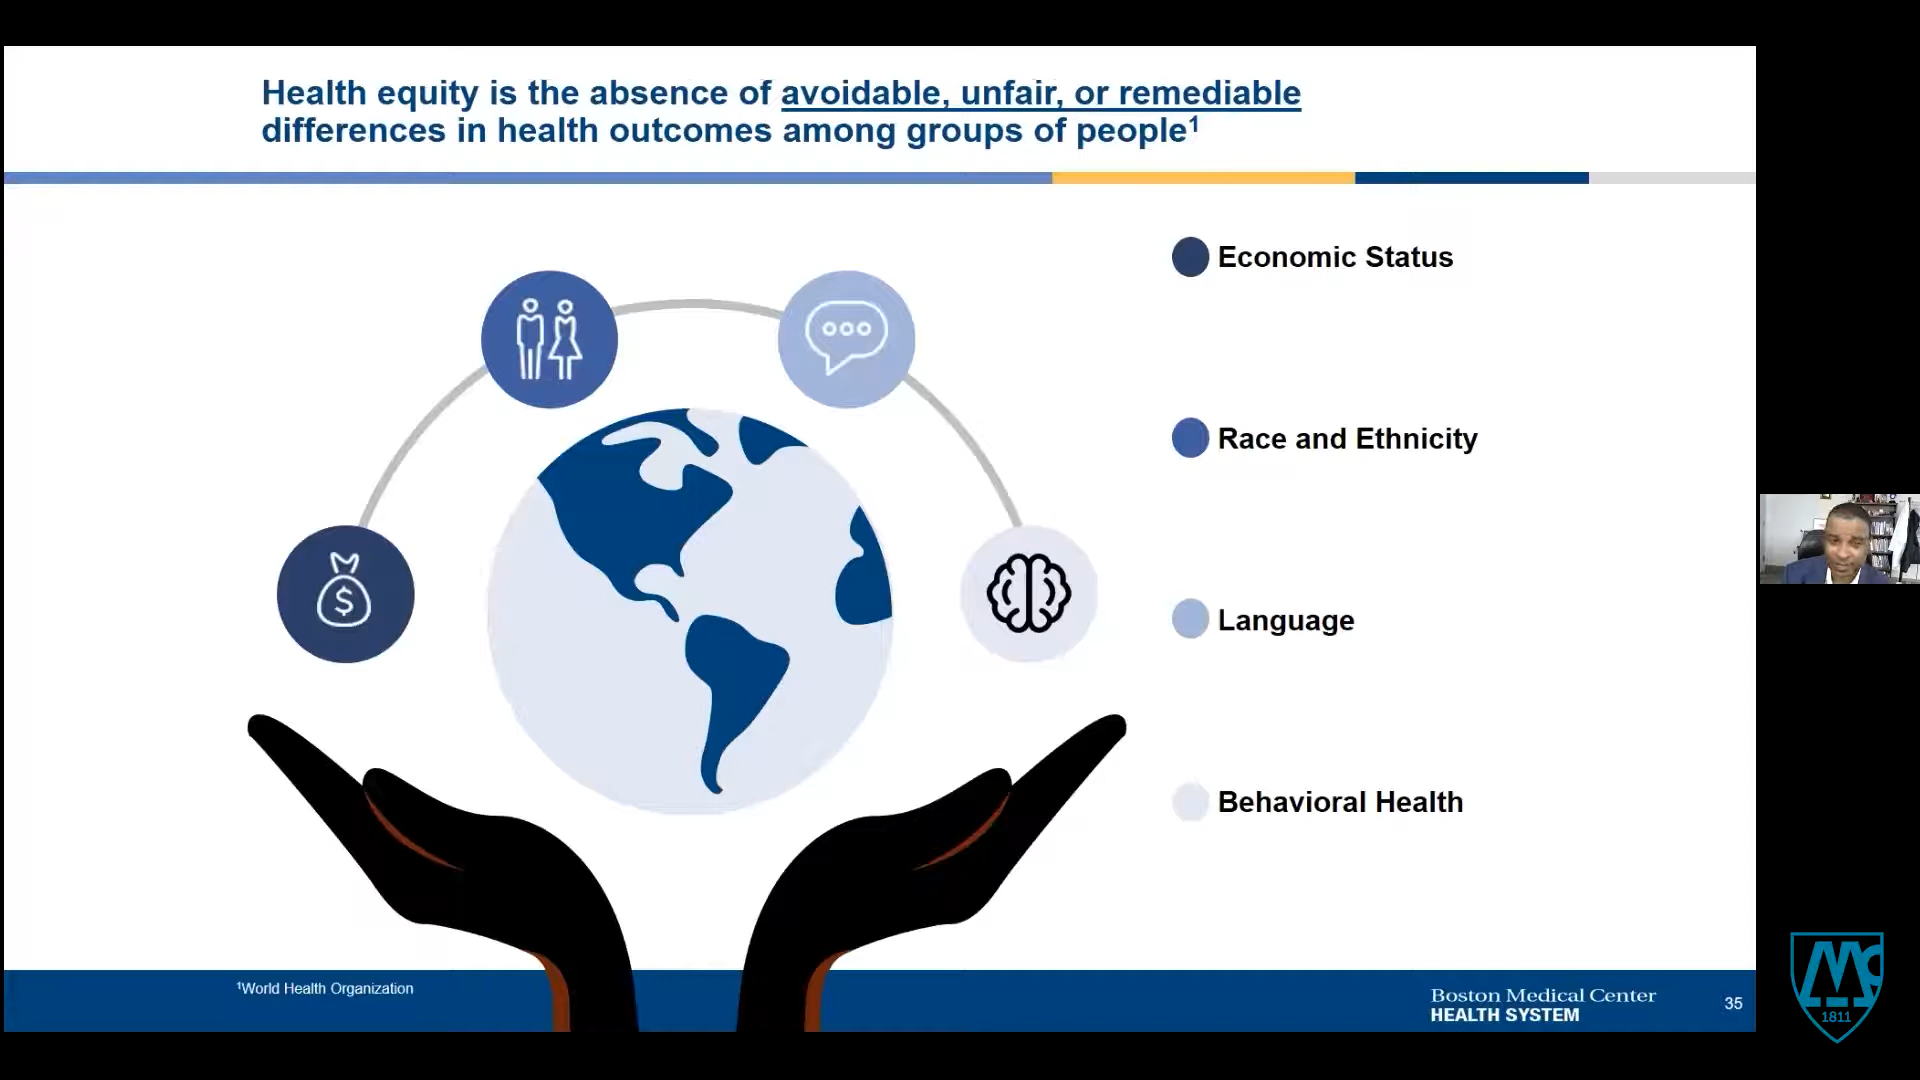 Health equity is the absence of avoidable, unfair, or remediable
differences in health outcomes among groups of people¹
Economic Status
Race and Ethnicity
Language
Behavioral Health
$
¹World Health Organization
Boston Medical Center
HEALTH SYSTEM
35
1811